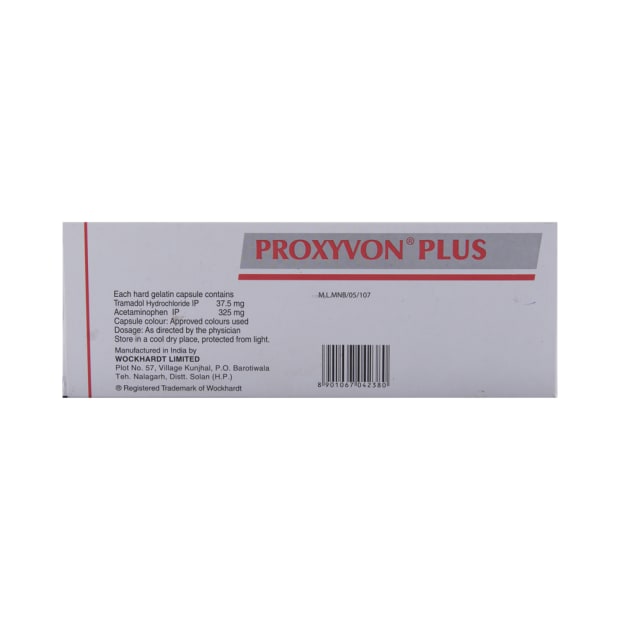 PROXYVON® PLUS
Each hard gelatin capsule contains
Tramadol Hydrochloride IP 37.5 mg
Acetaminophen IP 325 mg
Capsule colour: Approved colours used
Dosage: As directed by the physician
Store in a cool dry place, protected from light.
Manufactured in India by
WOCKHARDT LIMITED
Plot No. 57, Village Kunjhal, P.O. Barotiwala
Teh. Nalagarh, Distt. Solan (H.P.)
® Registered Trademark of Wockhardt
M.L.MNB/05/107
8 901067 042380